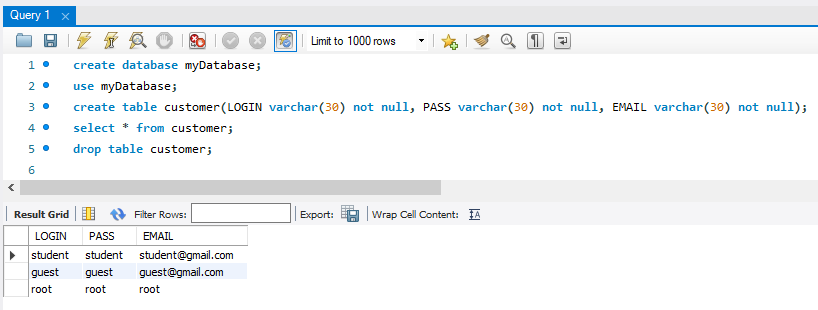 Query 1
Limit to 1000 rows
1 create database myDatabase;
2 use myDatabase;
3 create table customer(LOGIN varchar(30) not null, PASS varchar(30) not null, EMAIL varchar(30) not null);
4 select * from customer;
5 drop table customer;
6
Result Grid Filter Rows: Export: Wrap Cell Content:
LOGIN PASS EMAIL
student student student@gmail.com
guest guest guest@gmail.com
root root root